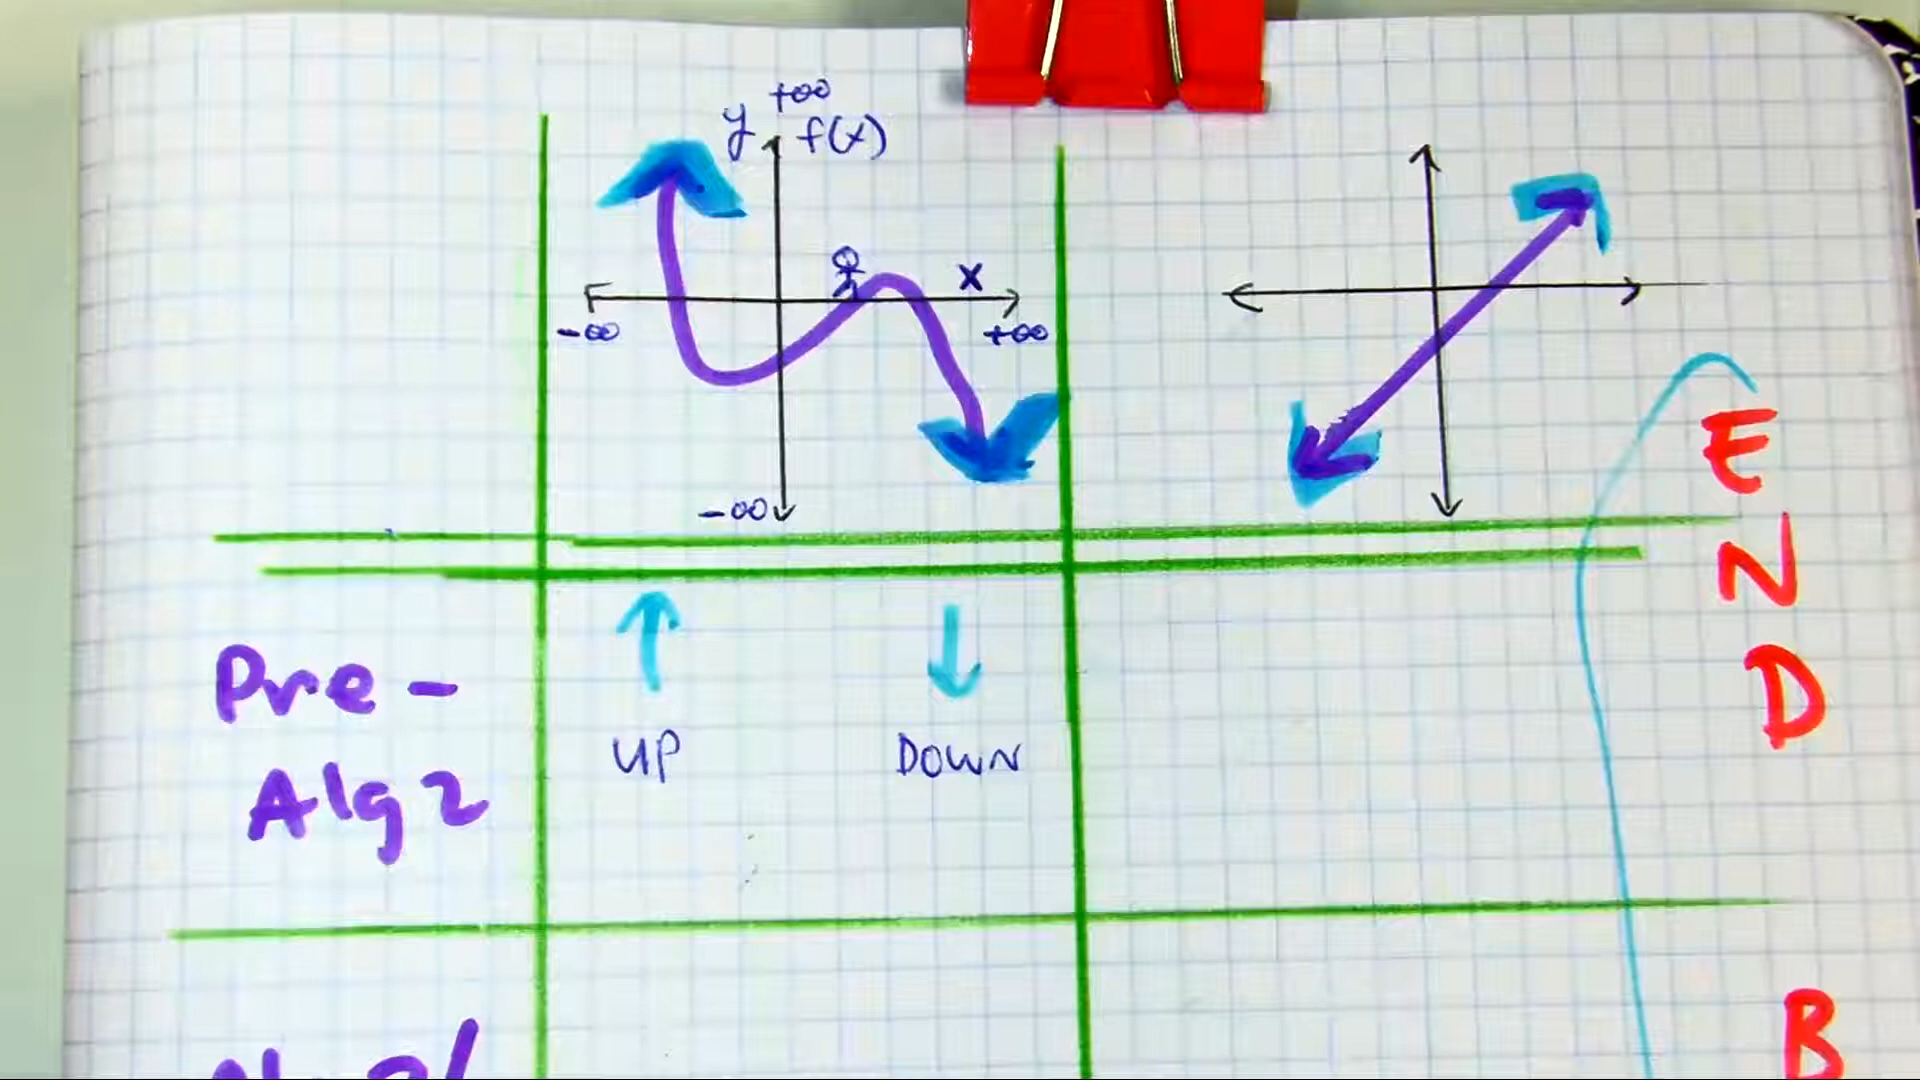 +∞
y f(x)
x
-∞
+∞
-∞
Pre-
Alg 2
UP
DOWN
E
N
D
B